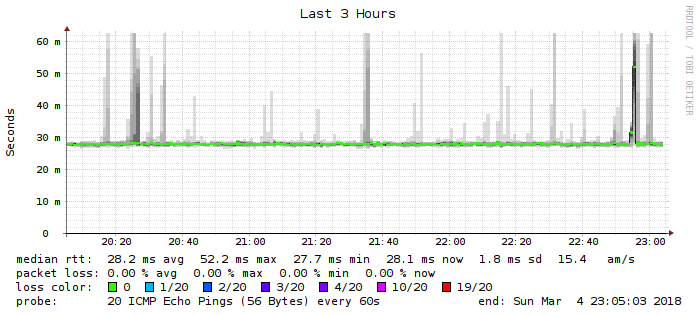 Last 3 Hours
RRDTOOL / TOBI OETIKER
Seconds
60 m
50 m
40 m
30 m
20 m
10 m
0
20:20 20:40 21:00 21:20 21:40 22:00 22:20 22:40 23:00
median rtt: 28.2 ms avg 52.2 ms max 27.7 ms min 28.1 ms now 1.8 ms sd 15.4 am/s
packet loss: 0.00 % avg 0.00 % max 0.00 % min 0.00 % now
loss color: 0 1/20 2/20 3/20 4/20 10/20 19/20
probe: 20 ICMP Echo Pings (56 Bytes) every 60s end: Sun Mar 4 23:05:03 2018